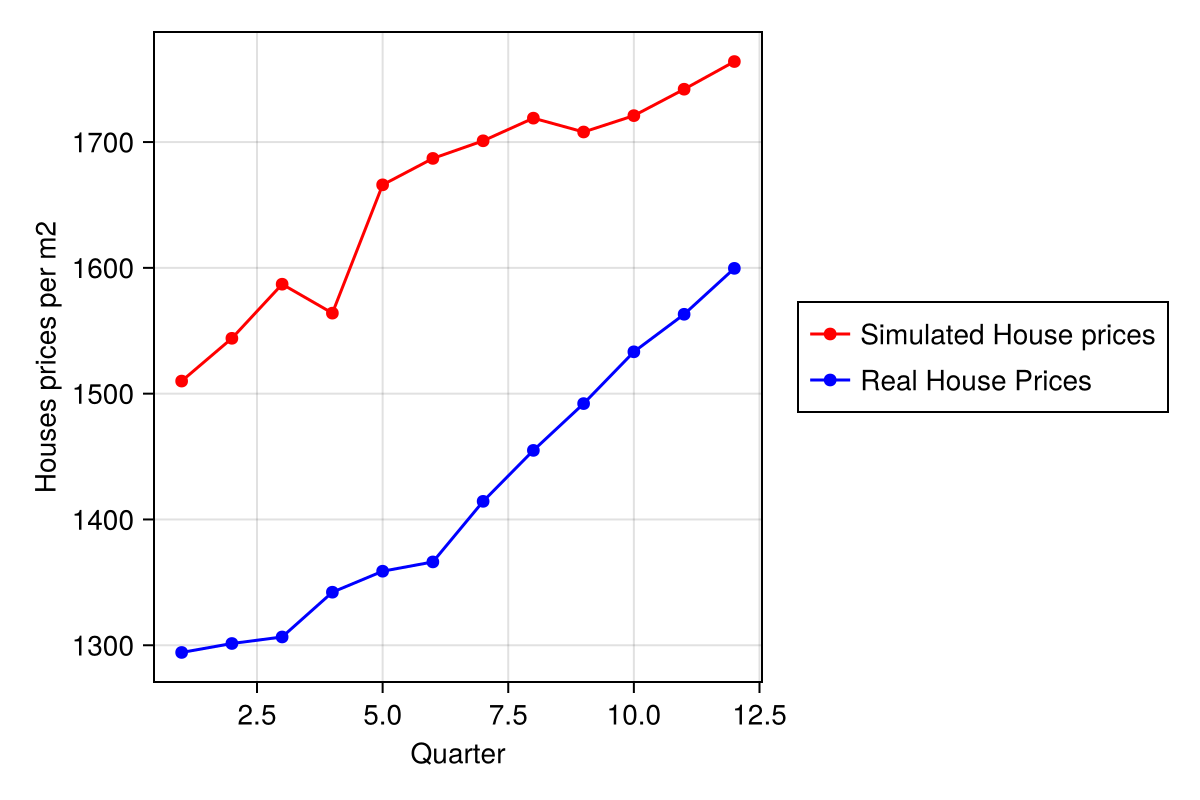 1700
1600
1500
1400
1300
Houses prices per m2
2.5 5.0 7.5 10.0 12.5
Quarter
Simulated House prices
Real House Prices